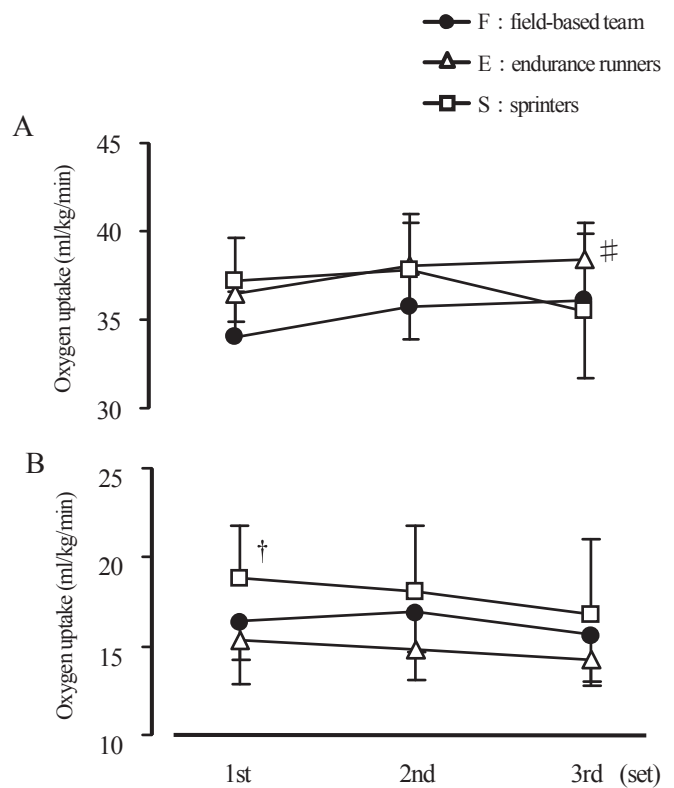 F : field-based team
E : endurance runners
S : sprinters
A
Oxygen uptake (ml/kg/min)
45
40
35
30
#
B
Oxygen uptake (ml/kg/min)
25
20
15
10
†
1st 2nd 3rd (set)